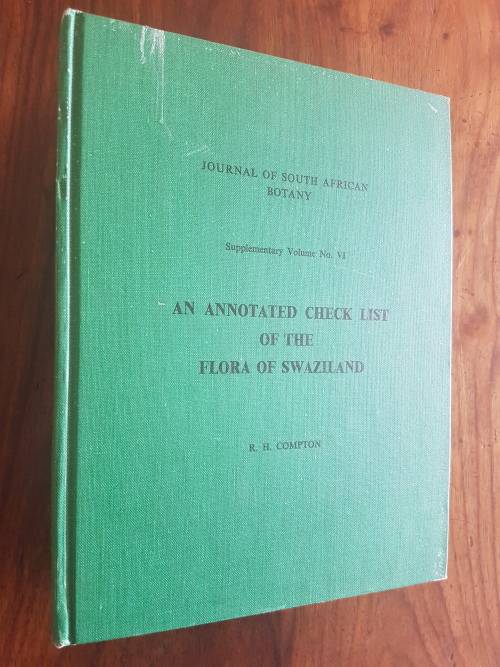 JOURNAL OF SOUTH AFRICAN
BOTANY
Supplementary Volume No. VI
AN ANNOTATED CHECK LIST
OF THE
FLORA OF SWAZILAND
R. H. COMPTON